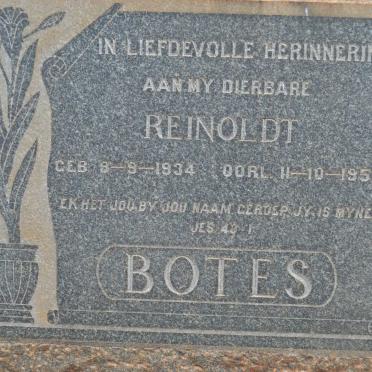 IN LIEFDEVOLLE HERINNERIN
AAN MY DIERBARE
REINOLDT
GEB. 8-9-1934 OORL. 11-10-195
EK HET JOU BY JOU NAAM GEROEP, JY IS MYNE
JES 43 1
BOTES